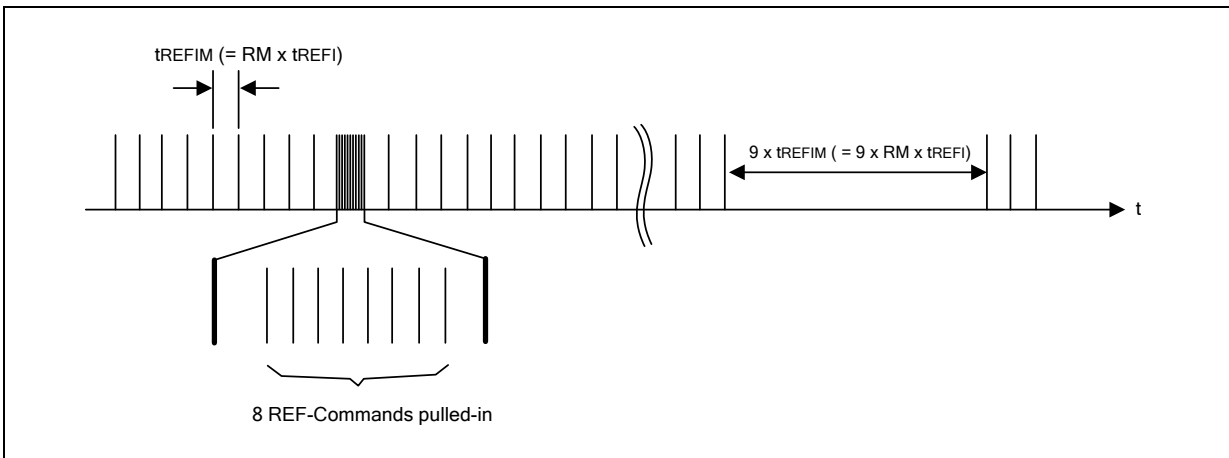 tREFIM (= RM x tREFI)
9 x tREFIM ( = 9 x RM x tREFI)
t
8 REF-Commands pulled-in